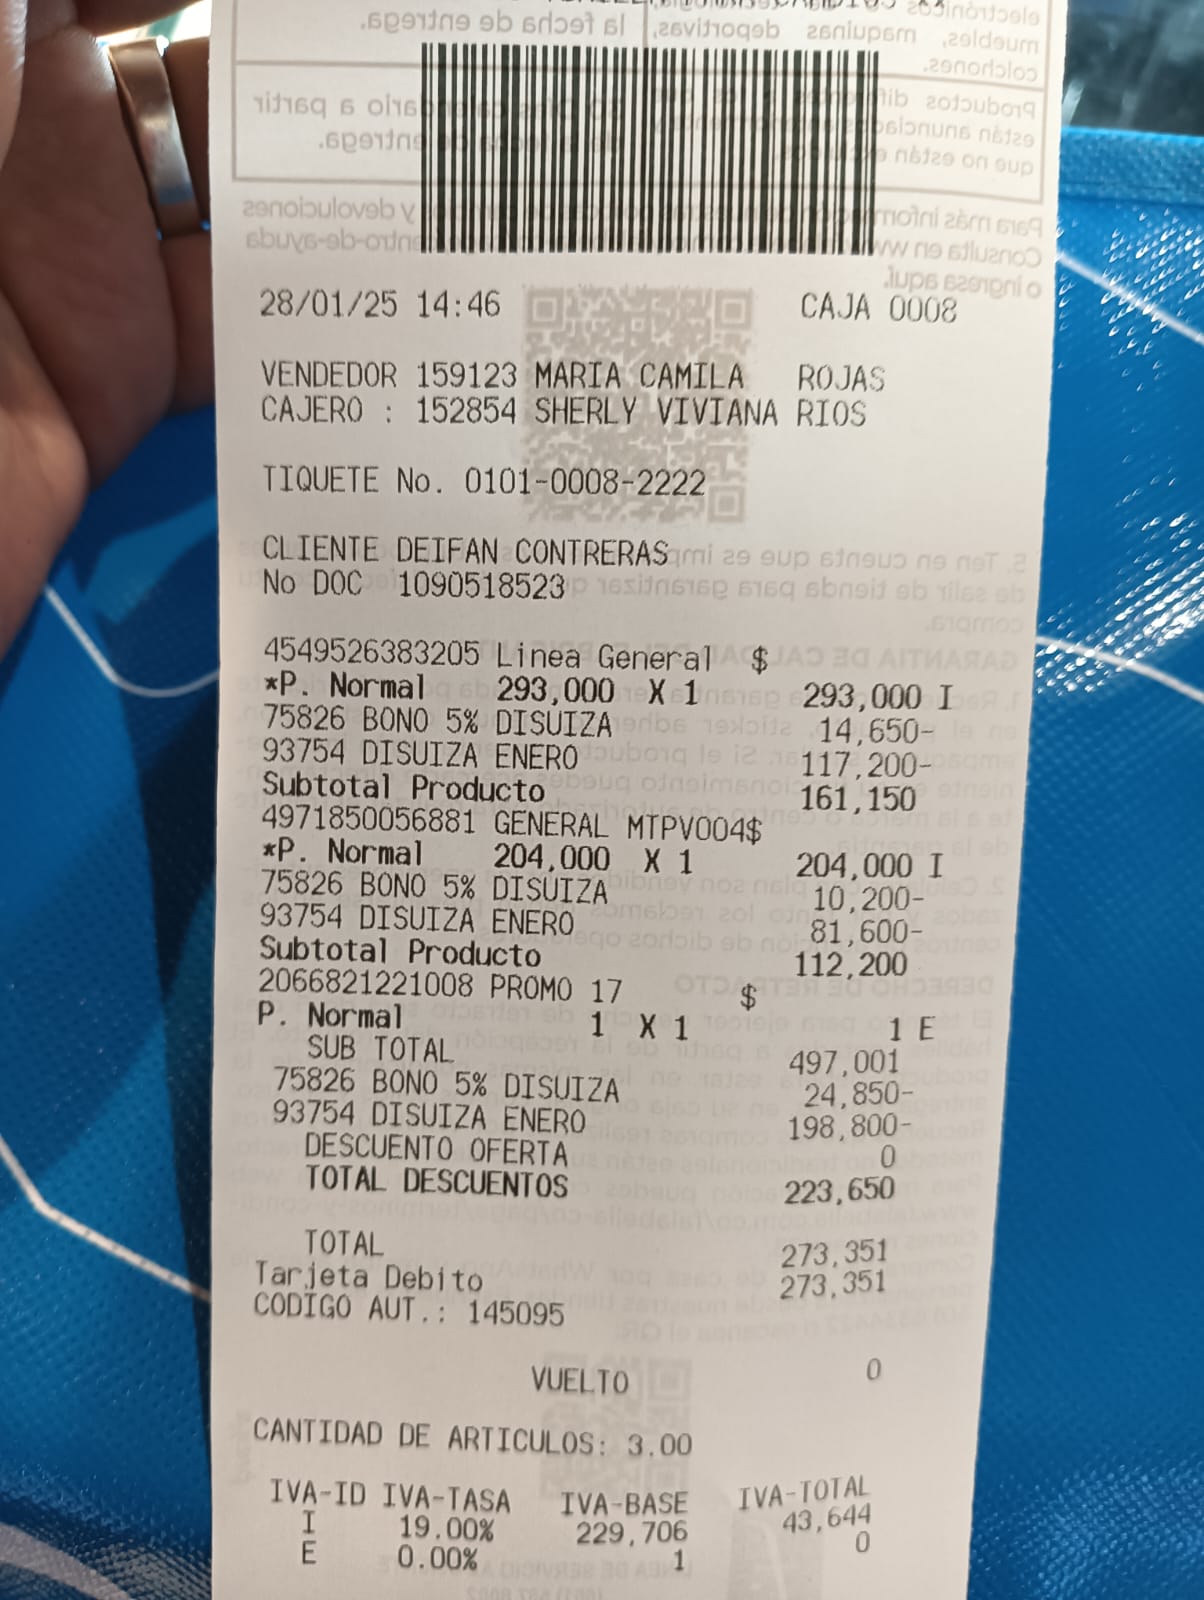 28/01/25 14:46 CAJA 0008
VENDEDOR 159123 MARIA CAMILA ROJAS
CAJERO : 152854 SHERLY VIVIANA RIOS
TIQUETE No. 0101-0008-2222
CLIENTE DEIFAN CONTRERAS
No DOC 1090518523
4549526383205 Linea General $
*P. Normal 293,000 X 1 293,000 I
75826 BONO 5% DISUIZA 14,650-
93754 DISUIZA ENERO 117,200-
Subtotal Producto 161,150
4971850056881 GENERAL MTPV004$
*P. Normal 204,000 X 1 204,000 I
75826 BONO 5% DISUIZA 10,200-
93754 DISUIZA ENERO 81,600-
Subtotal Producto 112,200
2066821221008 PROMO 17 $
P. Normal 1 X 1 1 E
SUB TOTAL 497,001
75826 BONO 5% DISUIZA 24,850-
93754 DISUIZA ENERO 198,800-
DESCUENTO OFERTA 0
TOTAL DESCUENTOS 223,650
TOTAL 273,351
Tarjeta Debito 273,351
CODIGO AUT.: 145095
VUELTO 0
CANTIDAD DE ARTICULOS: 3.00
IVA-ID IVA-TASA IVA-BASE IVA-TOTAL
I 19.00% 229,706 43,644
E 0.00% 1 0